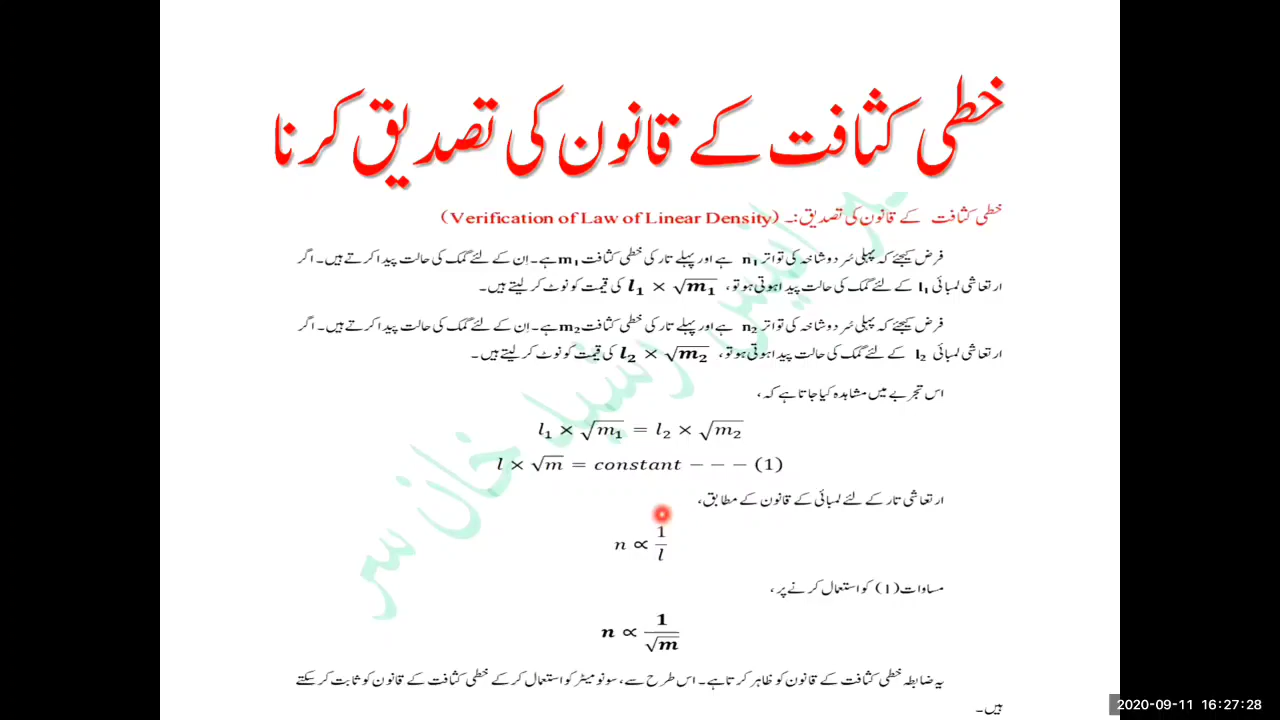 خطی کثافت کے قانون کی تصدیق کرنا
خطی کثافت کے قانون کی تصدیق :۔ (Verification of Law of Linear Density)
فرض کیجئے کہ پہلی سُر دو شاخہ کی تواتر n₁ ہے اور پہلے تار کی خطی کثافت m₁ ہے۔ اِن کے لئے گمک کی حالت پیدا کرتے ہیں۔ اگر
ارتعاشی لمبائی l₁ کے لئے گمک کی حالت پیدا ہوتی ہو تو، l₁ × √m₁ کی قیمت کو نوٹ کر لیتے ہیں۔
فرض کیجئے کہ پہلی سُر دو شاخہ کی تواتر n₂ ہے اور پہلے تار کی خطی کثافت m₂ ہے۔ اِن کے لئے گمک کی حالت پیدا کرتے ہیں۔ اگر
ارتعاشی لمبائی l₂ کے لئے گمک کی حالت پیدا ہوتی ہو تو، l₂ × √m₂ کی قیمت کو نوٹ کر لیتے ہیں۔
اس تجربے میں مشاہدہ کیا جاتا ہے کہ،
l₁ × √m₁ = l₂ × √m₂
l × √m = constant − − − (1)
ارتعاشی تار کے لئے لمبائی کے قانون کے مطابق،
n ∝ 1/l
مساوات (1) کو استعمال کرنے پر،
n ∝ 1/√m
یہ ضابطہ خطی کثافت کے قانون کو ظاہر کرتا ہے۔ اس طرح سے، سونومیٹر کو استعمال کر کے خطی کثافت کے قانون کو ثابت کر سکتے
ہیں۔
رشید خان سر
2020-09-11 16:27:28